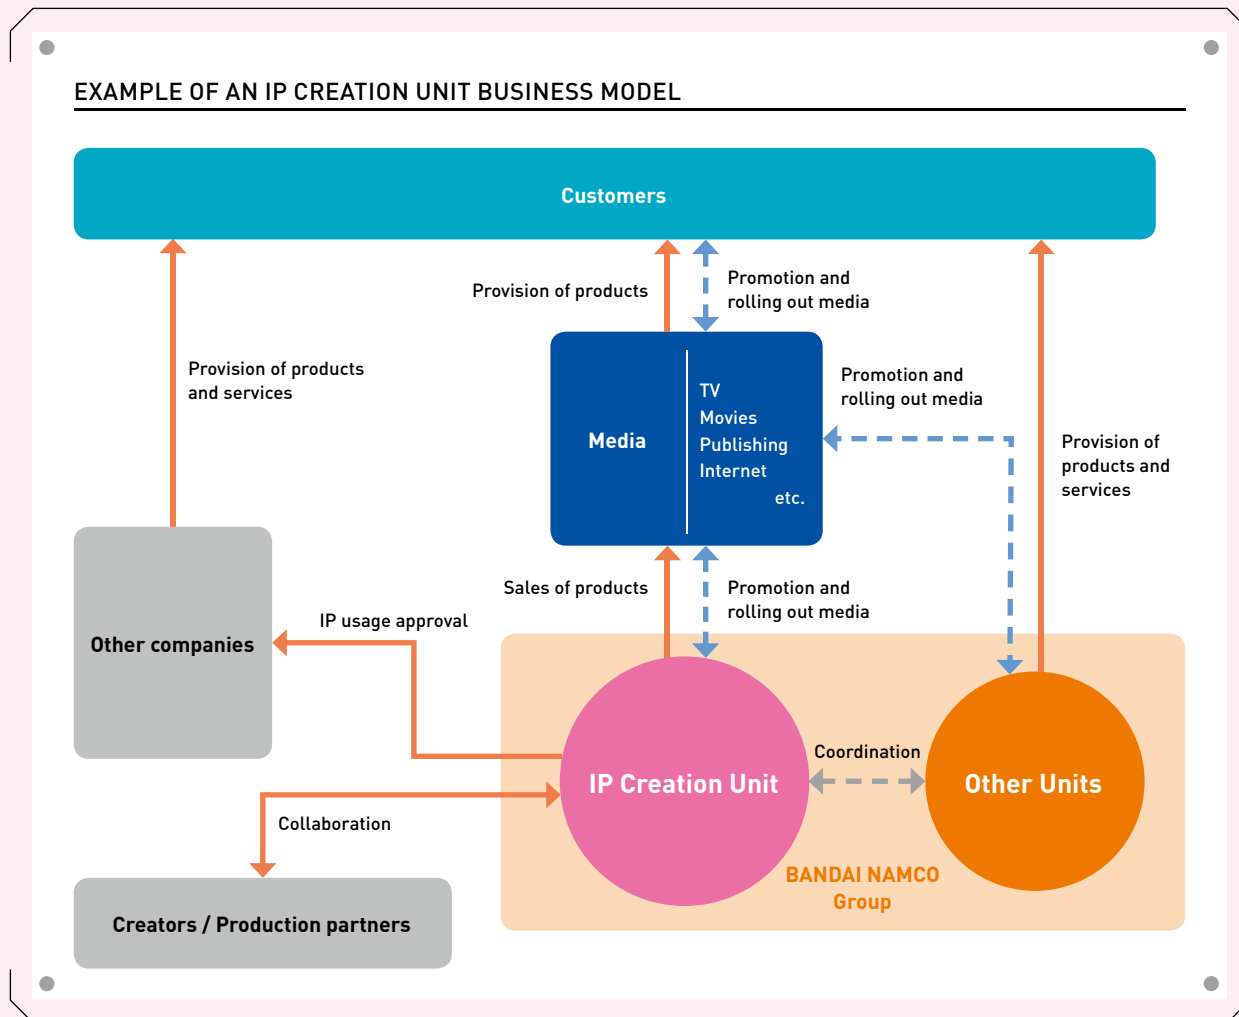 EXAMPLE OF AN IP CREATION UNIT BUSINESS MODEL
Customers
Provision of products
Promotion and
rolling out media
Provision of products
and services
Media
TV
Movies
Publishing
Internet
etc.
Promotion and
rolling out media
Provision of
products and
services
Sales of products
Promotion and
rolling out media
IP usage approval
Other companies
Coordination
IP Creation Unit
Other Units
Collaboration
BANDAI NAMCO
Group
Creators / Production partners